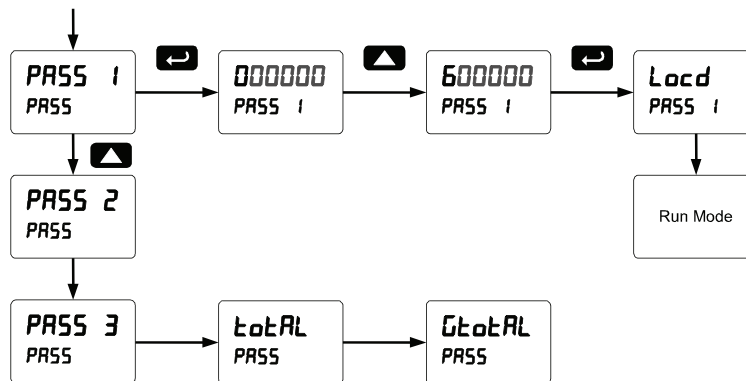 PASS 1
PASS
000000
PASS 1
600000
PASS 1
Locd
PASS 1
PASS 2
PASS
Run Mode
PASS 3
PASS
totAL
PASS
GtotAL
PASS